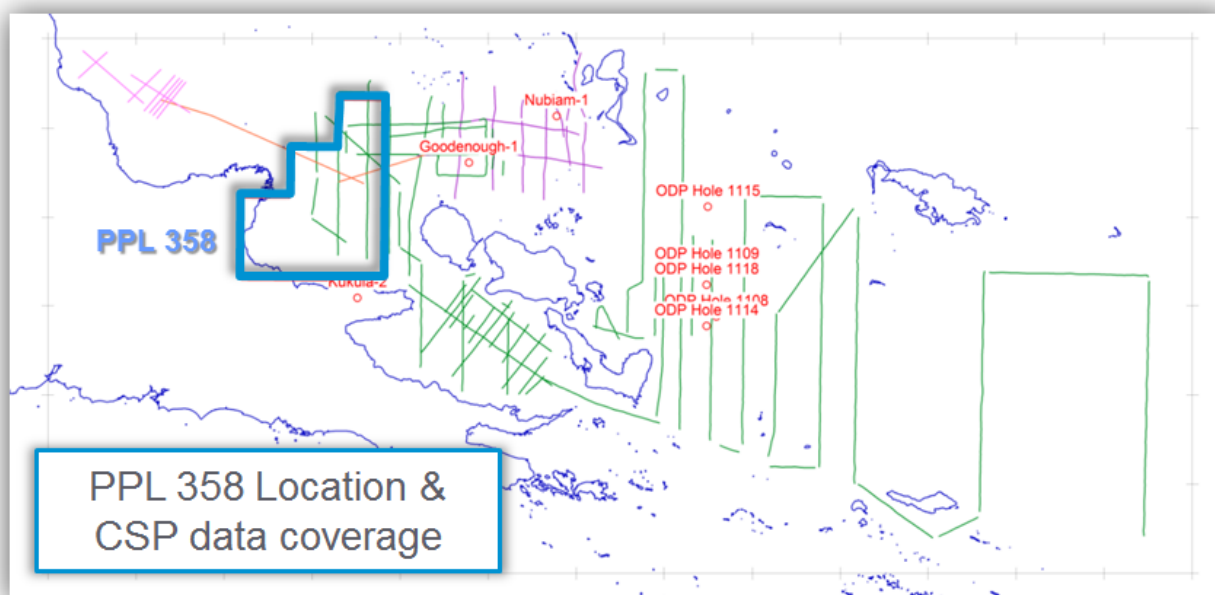 Nubiam-1
Goodenough-1
ODP Hole 1115
PPL 358
ODP Hole 1109
ODP Hole 1118
Kukula-2
ODP Hole 1108
ODP Hole 1114
PPL 358 Location &
CSP data coverage